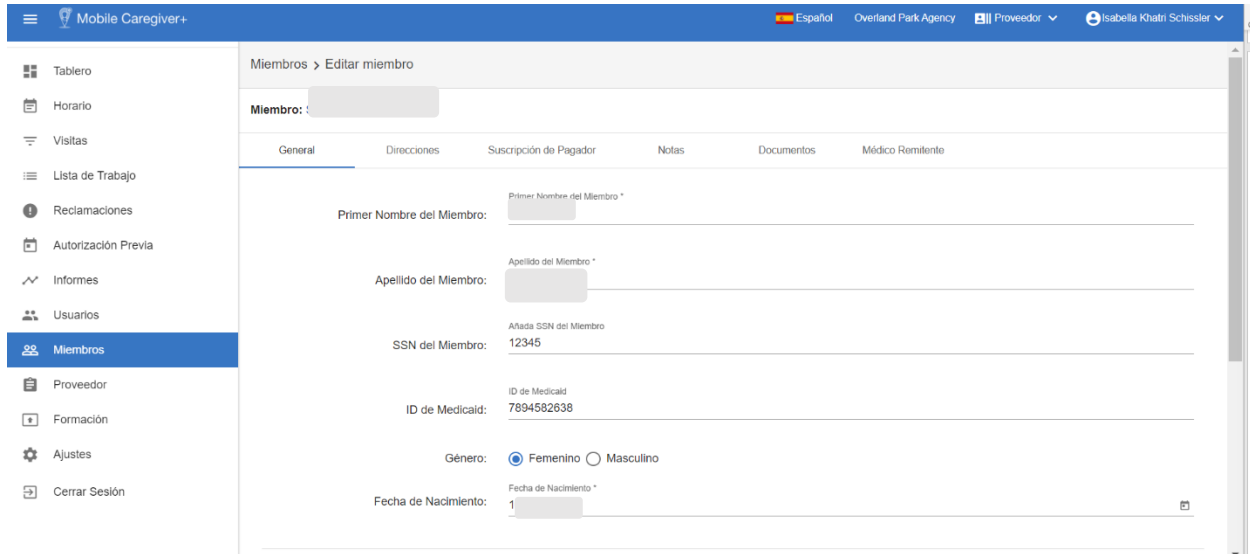 Mobile Caregiver+
Español
Overland Park Agency
Proveedor
Isabella Khatri Schissler
Tablero
Horario
Visitas
Lista de Trabajo
Reclamaciones
Autorización Previa
Informes
Usuarios
Miembros
Proveedor
Formación
Ajustes
Cerrar Sesión
Miembros > Editar miembro
Miembro:
General
Direcciones
Suscripción de Pagador
Notas
Documentos
Médico Remitente
Primer Nombre del Miembro:
Primer Nombre del Miembro *
Apellido del Miembro:
Apellido del Miembro *
SSN del Miembro:
Añada SSN del Miembro
12345
ID de Medicaid:
ID de Medicaid
7894582638
Género:
Femenino
Masculino
Fecha de Nacimiento:
Fecha de Nacimiento *
1